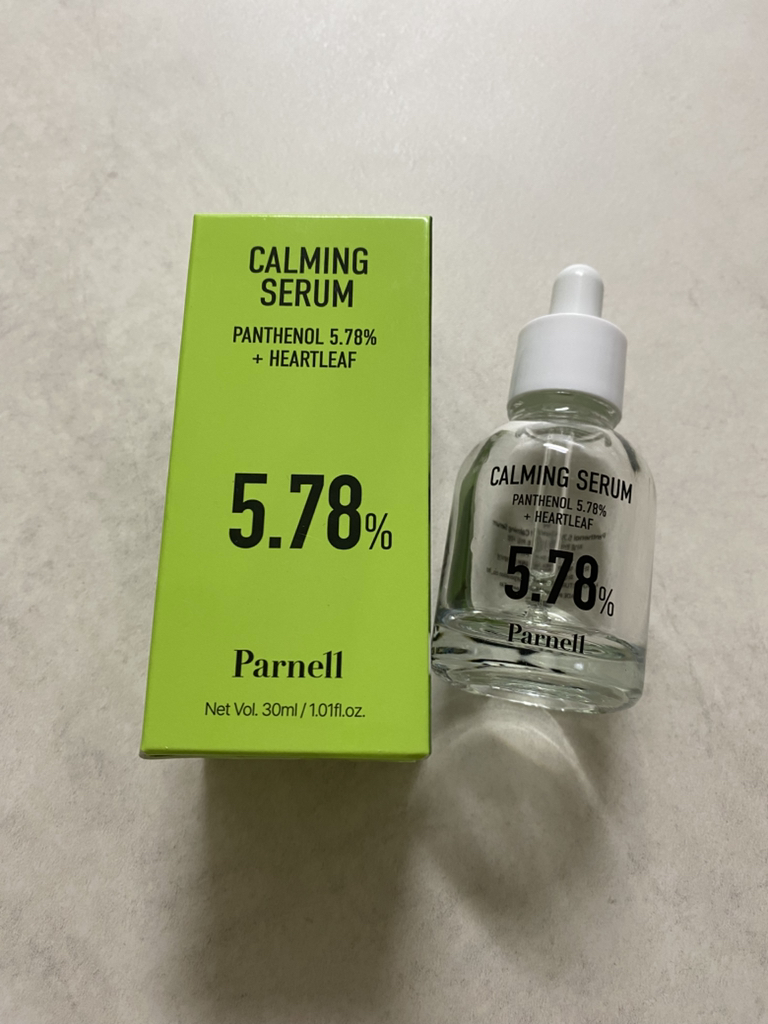 CALMING
SERUM
PANTHENOL 5.78%
+ HEARTLEAF
5.78%
Parnell
Net Vol. 30ml / 1.01fl.oz.
CALMING SERUM
PANTHENOL 5.78%
+ HEARTLEAF
5.78%
Parnell